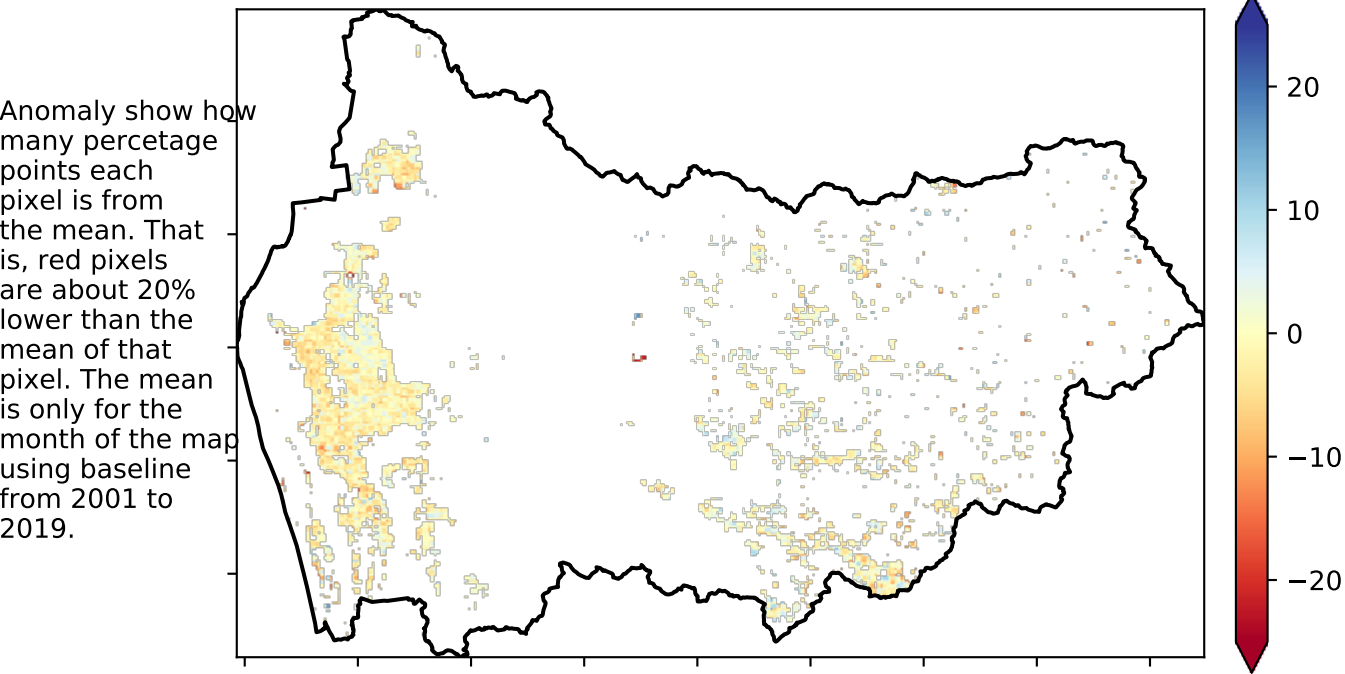 Anomaly show how
many percetage
points each
pixel is from
the mean. That
is, red pixels
are about 20%
lower than the
mean of that
pixel. The mean
is only for the
month of the map
using baseline
from 2001 to
2019.
20
10
0
−10
−20